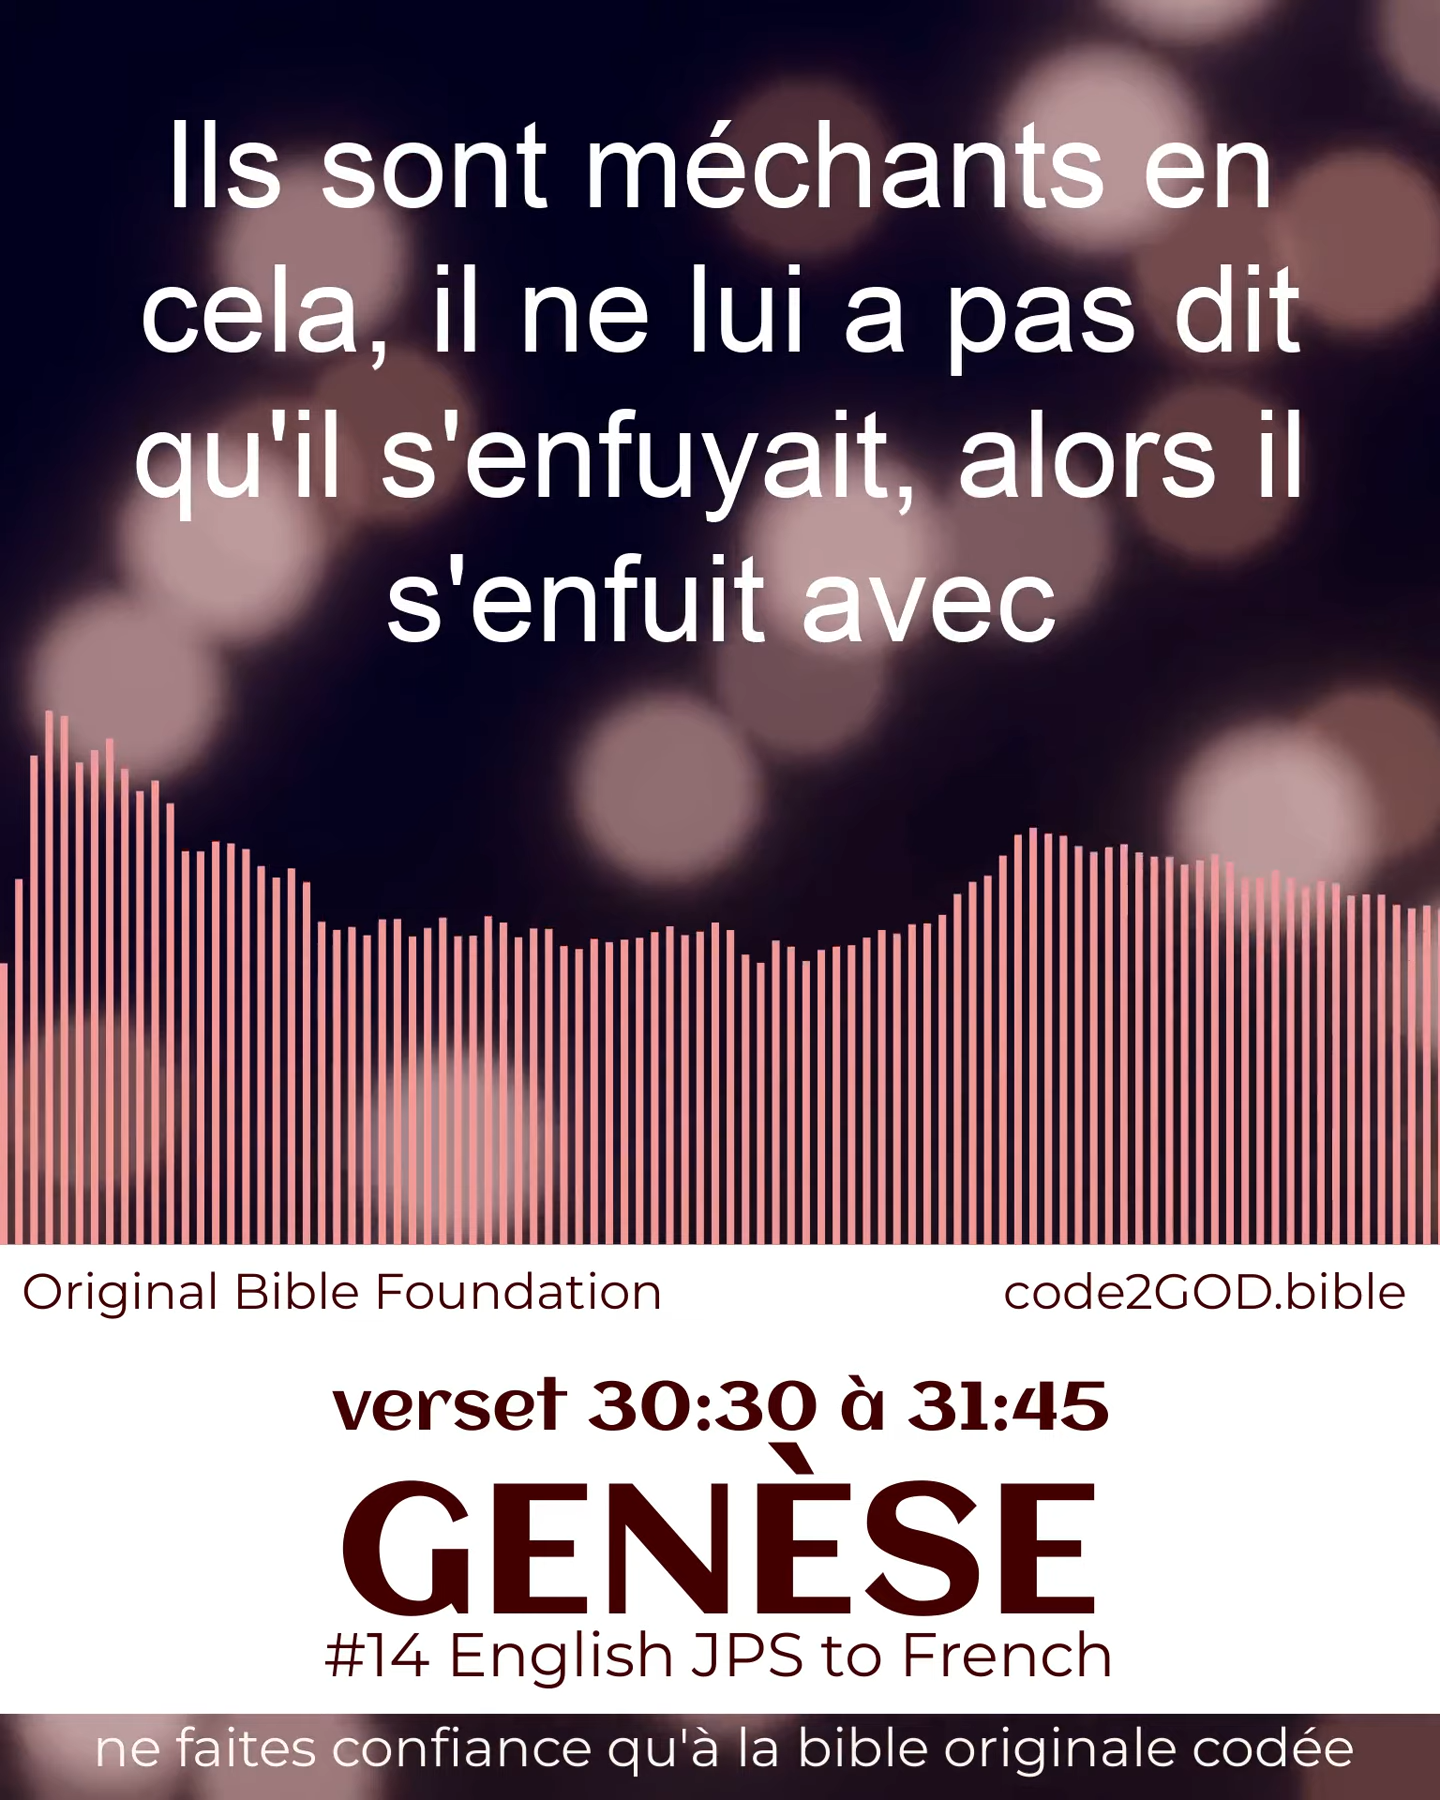 Ils sont méchants en
cela, il ne lui a pas dit
qu'il s'enfuyait, alors il
s'enfuit avec
Original Bible Foundation
code2GOD.bible
verset 30:30 à 31:45
GENÈSE
#14 English JPS to French
ne faites confiance qu'à la bible originale codée